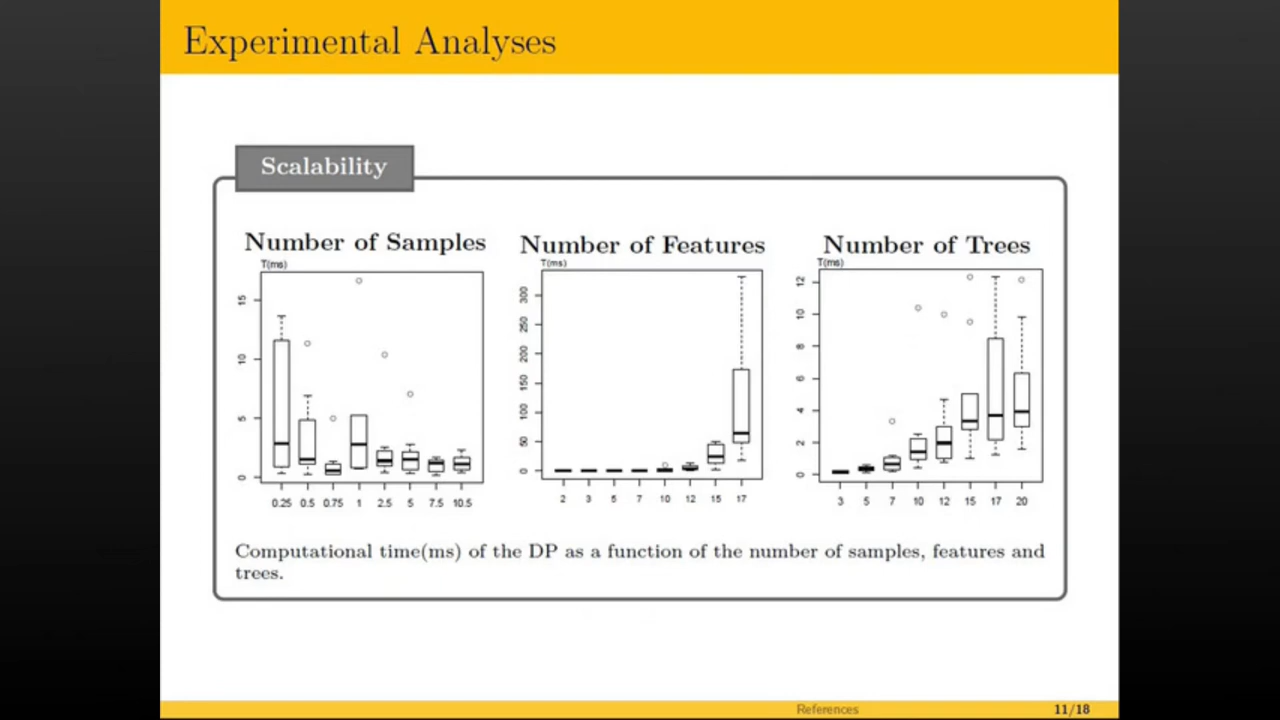 Experimental Analyses
Scalability
Number of Samples
T(ms)
15
10
5
0
0.25 0.5 0.75 1 2.5 5 7.5 10.5
Number of Features
T(ms)
300
250
200
150
100
50
0
2 3 5 7 10 12 15 17
Number of Trees
T(ms)
12
10
8
6
4
2
0
3 5 7 10 12 15 17 20
Computational time(ms) of the DP as a function of the number of samples, features and
trees.
References
11/18